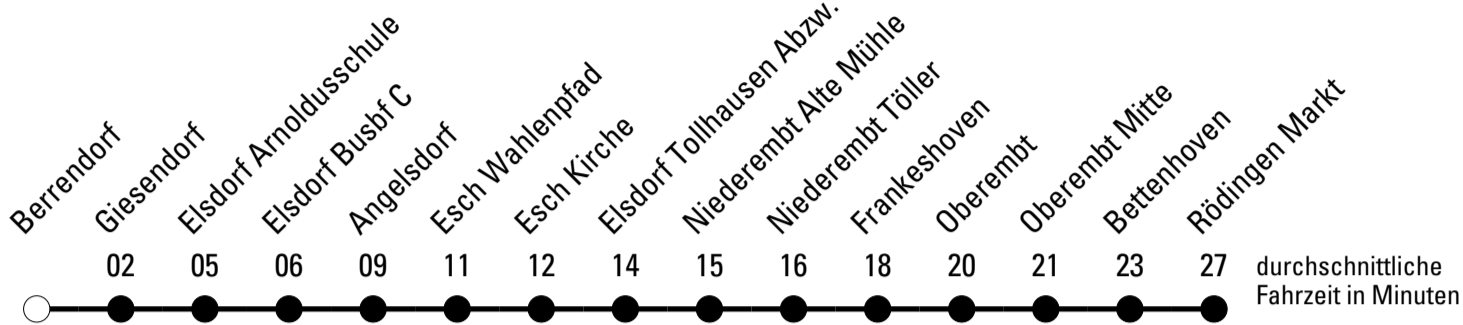 Berrendorf
Giesendorf
Elsdorf Arnoldusschule
Elsdorf Busbf C
Angelsdorf
Esch Wahlenpfad
Esch Kirche
Elsdorf Tollhausen Abzw.
Niederembt Alte Mühle
Niederembt Töller
Frankeshoven
Oberembt
Oberembt Mitte
Bettenhoven
Rödingen Markt
02 05 06 09 11 12 14 15 16 18 20 21 23 27
durchschnittliche
Fahrzeit in Minuten